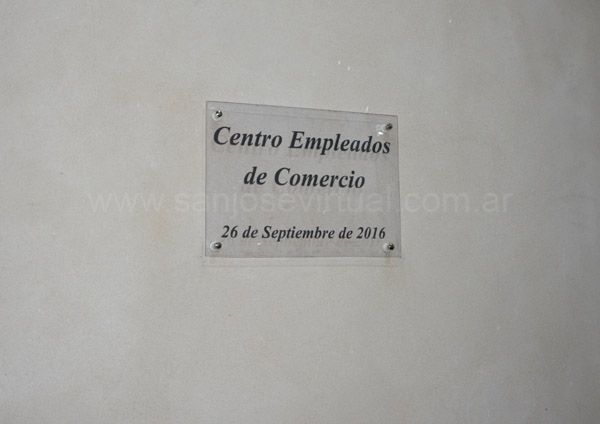 Centro Empleados
de Comercio
www.sanjosevirtual.com.ar
26 de Septiembre de 2016